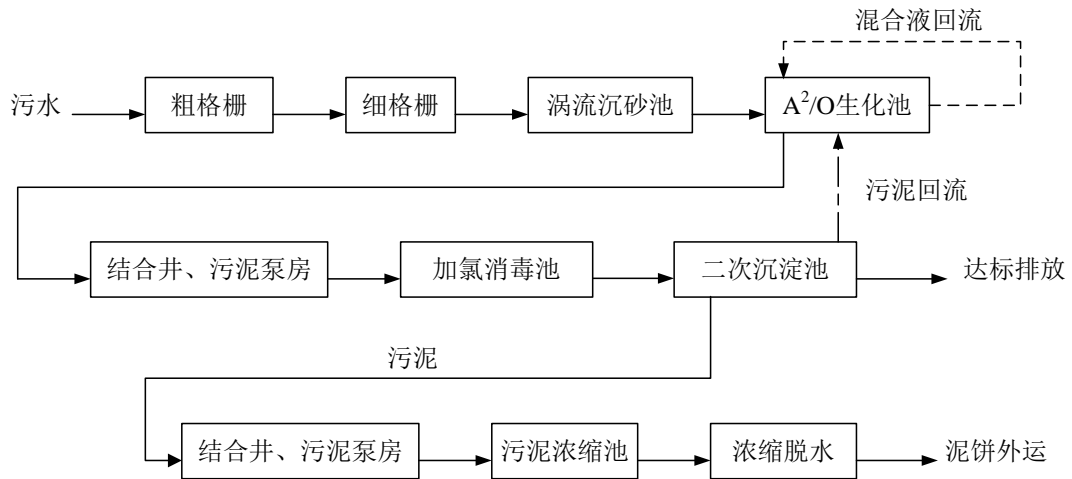 混合液回流
污水
粗格栅
细格栅
涡流沉砂池
A²/O生化池
污泥回流
结合井、污泥泵房
加氯消毒池
二次沉淀池
达标排放
污泥
结合井、污泥泵房
污泥浓缩池
浓缩脱水
泥饼外运